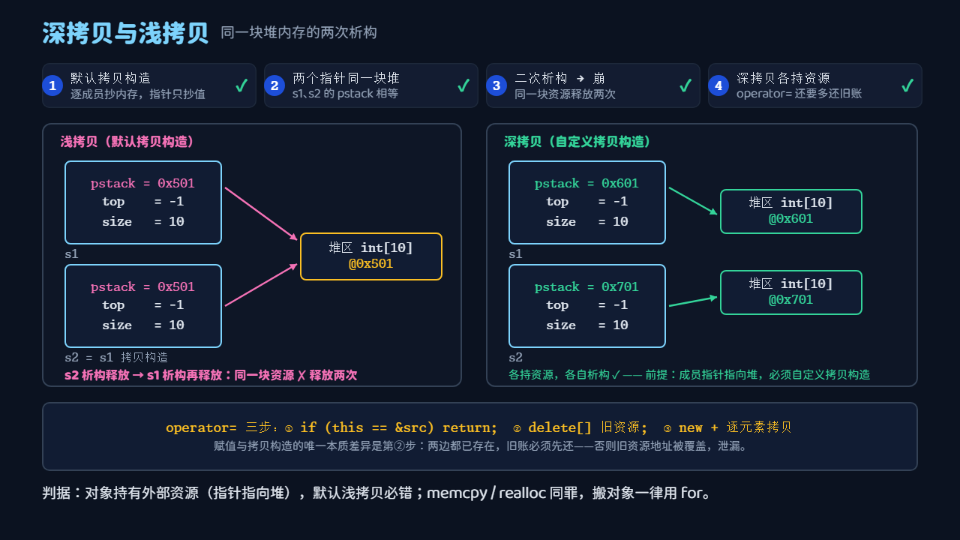 深拷贝与浅拷贝 同一块堆内存的两次析构
1 默认拷贝构造 ✓
逐成员抄内存，指针只抄值
2 两个指针同一块堆 ✓
s1、s2 的 pstack 相等
3 二次析构 → 崩 ✓
同一块资源释放两次
4 深拷贝各持资源 ✓
operator= 还要多还旧账
浅拷贝（默认拷贝构造）
pstack = 0x501
top = -1
size = 10
s1
堆区 int[10]
@0x501
pstack = 0x501
top = -1
size = 10
s2 = s1 拷贝构造
s2 析构释放 → s1 析构再释放：同一块资源 ✗ 释放两次
深拷贝（自定义拷贝构造）
pstack = 0x601
top = -1
size = 10
s1
堆区 int[10]
@0x601
pstack = 0x701
top = -1
size = 10
s2
堆区 int[10]
@0x701
各持资源，各自析构 ✓ —— 前提：成员指针指向堆，必须自定义拷贝构造
operator= 三步：① if (this == &src) return; ② delete[] 旧资源; ③ new + 逐元素拷贝
赋值与拷贝构造的唯一本质差异是第②步：两边都已存在，旧账必须先还——否则旧资源地址被覆盖，泄漏。
判据：对象持有外部资源（指针指向堆），默认浅拷贝必错；memcpy / realloc 同罪，搬对象一律用 for。